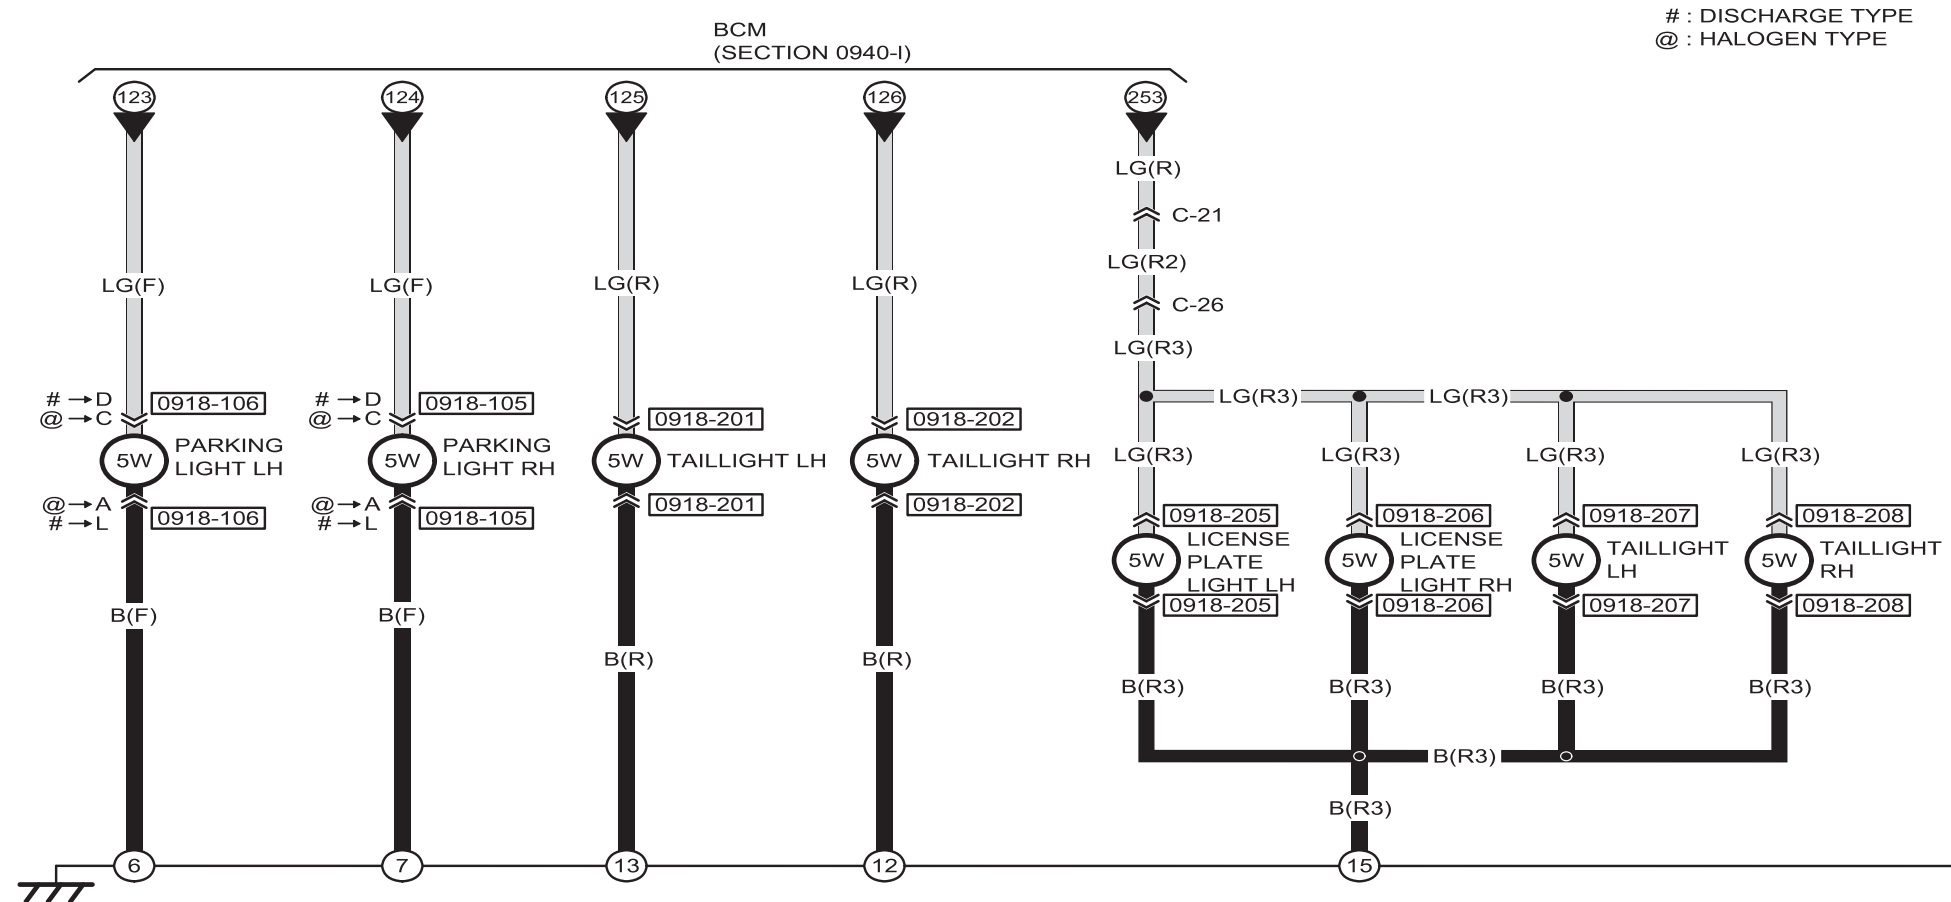 # : DISCHARGE TYPE
@ : HALOGEN TYPE
BCM
(SECTION 0940-I)
123
124
125
126
253
LG(R)
C-21
LG(R2)
C-26
LG(R3)
LG(F)
LG(F)
LG(R)
LG(R)
LG(R3)
LG(R3)
# → D
@ → C
0918-106
# → D
@ → C
0918-105
0918-201
0918-202
5W
PARKING
LIGHT LH
5W
PARKING
LIGHT RH
5W
TAILLIGHT LH
5W
TAILLIGHT RH
LG(R3)
LG(R3)
LG(R3)
LG(R3)
@ → A
# → L
0918-106
@ → A
# → L
0918-105
0918-201
0918-202
0918-205
0918-206
0918-207
0918-208
5W
LICENSE
PLATE
LIGHT LH
5W
LICENSE
PLATE
LIGHT RH
5W
TAILLIGHT
LH
5W
TAILLIGHT
RH
0918-205
0918-206
0918-207
0918-208
B(F)
B(F)
B(R)
B(R)
B(R3)
B(R3)
B(R3)
B(R3)
B(R3)
B(R3)
6
7
13
12
15